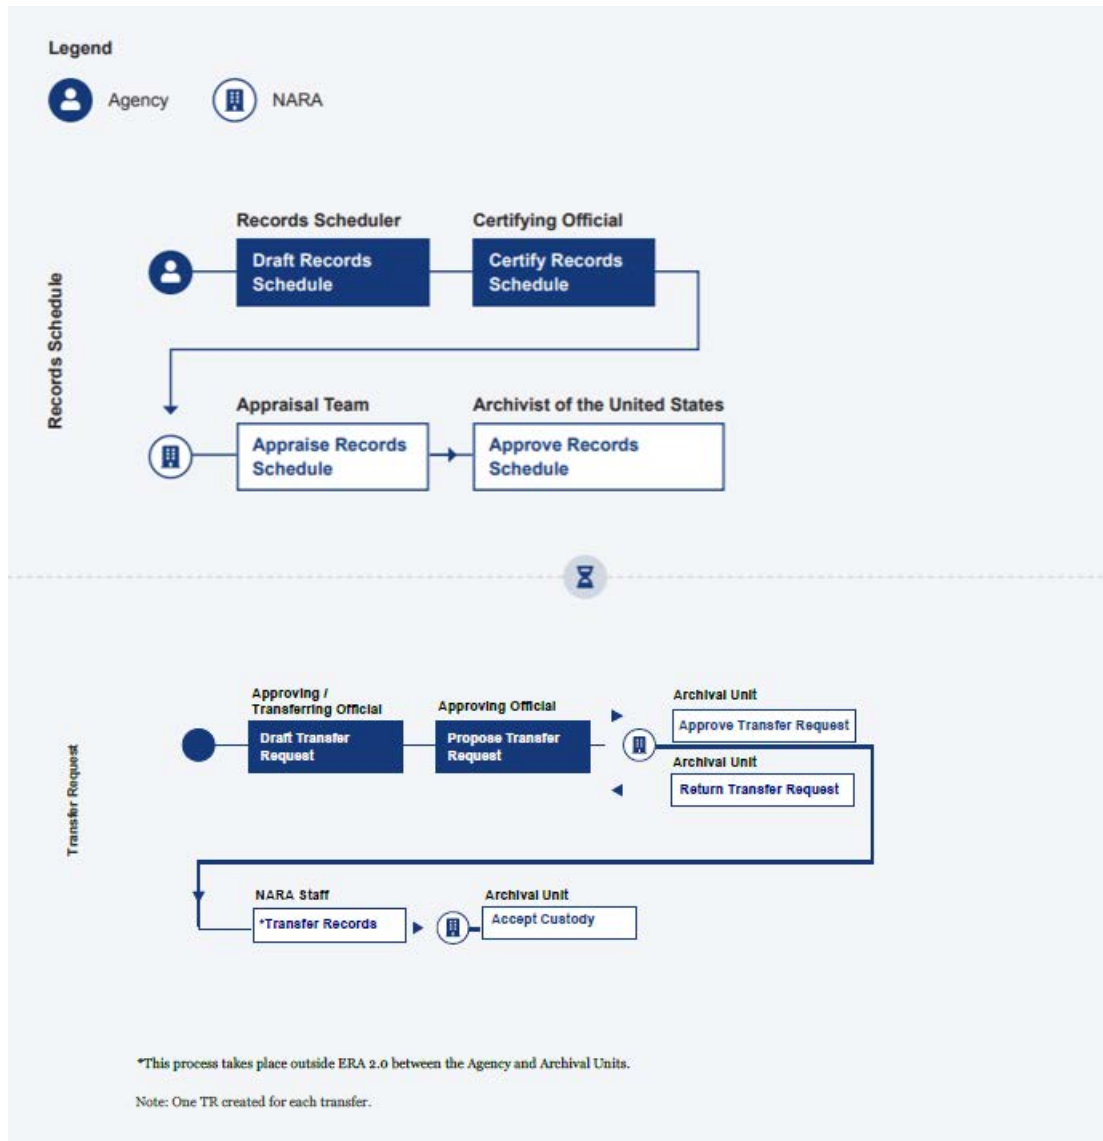 Legend
Agency
NARA
Records Schedule
Records Scheduler
Certifying Official
Draft Records
Schedule
Certify Records
Schedule
Appraisal Team
Archivist of the United States
Appraise Records
Schedule
Approve Records
Schedule
Transfer Request
Approving /
Transferring Official
Approving Official
Archival Unit
Draft Transfer
Request
Propose Transfer
Request
Approve Transfer Request
Archival Unit
Return Transfer Request
NARA Staff
Archival Unit
*Transfer Records
Accept Custody
*This process takes place outside ERA 2.0 between the Agency and Archival Units.
Note: One TR created for each transfer.